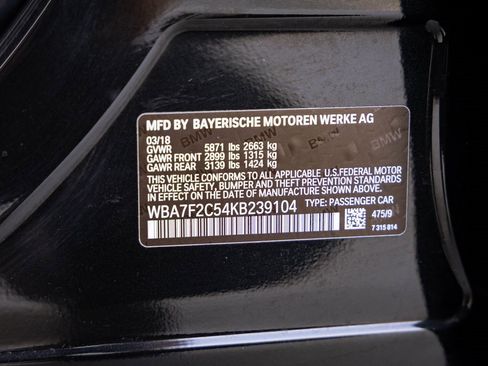 MFD BY BAYERISCHE MOTOREN WERKE AG
03/18
GVWR 5871 lbs 2663 kg
GAWR FRONT 2899 lbs 1315 kg
GAWR REAR 3139 lbs 1424 kg
THIS VEHICLE CONFORMS TO ALL APPLICABLE U.S.FEDERAL MOTOR
VEHICLE SAFETY, BUMPER, AND THEFT PREVENTION STANDARDS IN
EFFECT ON THE DATE OF MANUFACTURE SHOWN ABOVE.
WBA7F2C54KB239104 TYPE: PASSENGER CAR
475/9
7 315 814
BMW
BMW
BMW